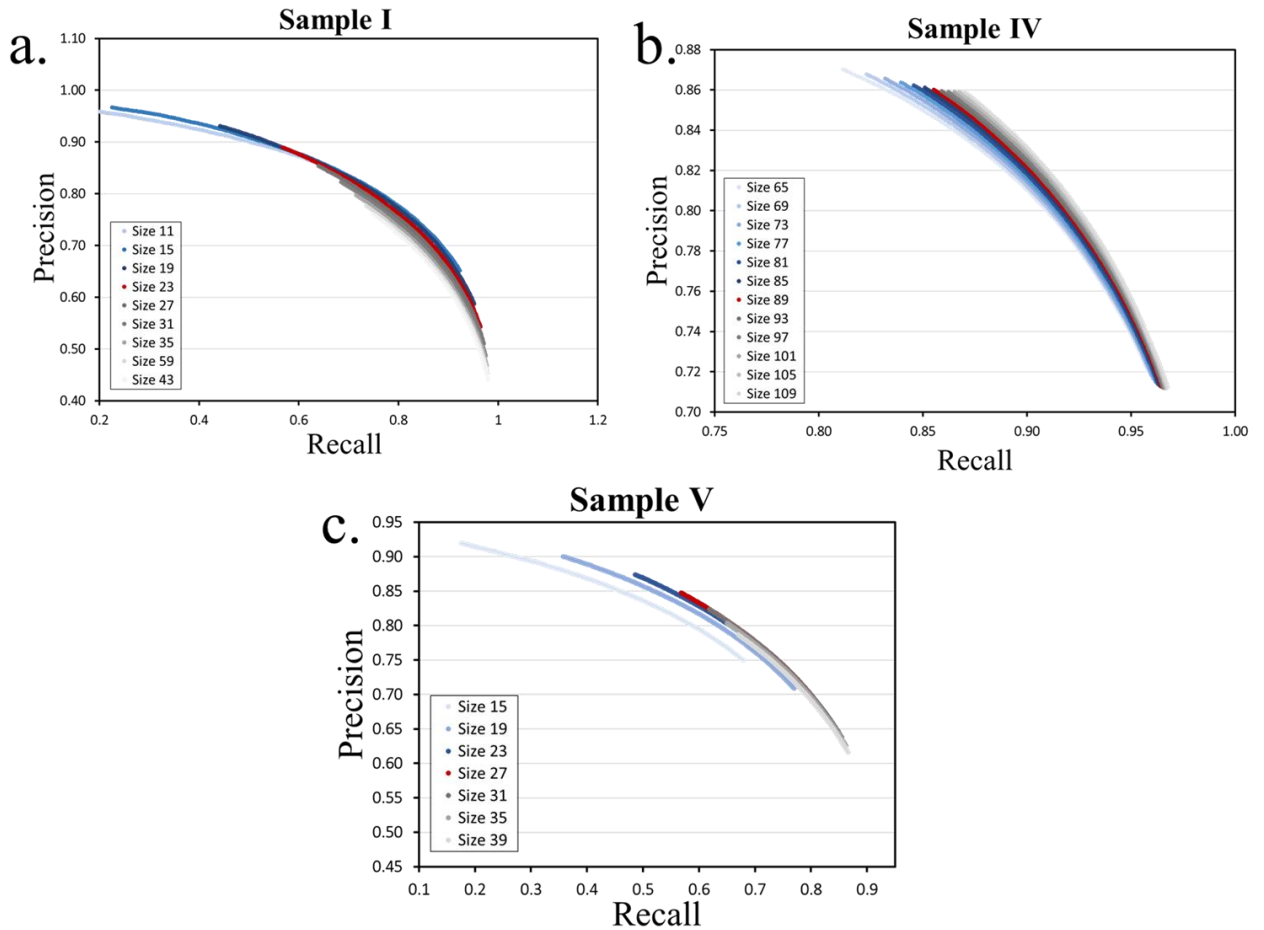 a.
Sample I
1.10
1.00
0.90
0.80
0.70
0.60
0.50
0.40
Precision
Size 11
Size 15
Size 19
Size 23
Size 27
Size 31
Size 35
Size 59
Size 43
0.2 0.4 0.6 0.8 1 1.2
Recall
b.
Sample IV
0.88
0.86
0.84
0.82
0.80
0.78
0.76
0.74
0.72
0.70
Precision
Size 65
Size 69
Size 73
Size 77
Size 81
Size 85
Size 89
Size 93
Size 97
Size 101
Size 105
Size 109
0.75 0.80 0.85 0.90 0.95 1.00
Recall
c.
Sample V
0.95
0.90
0.85
0.80
0.75
0.70
0.65
0.60
0.55
0.50
0.45
Precision
Size 15
Size 19
Size 23
Size 27
Size 31
Size 35
Size 39
0.1 0.2 0.3 0.4 0.5 0.6 0.7 0.8 0.9
Recall